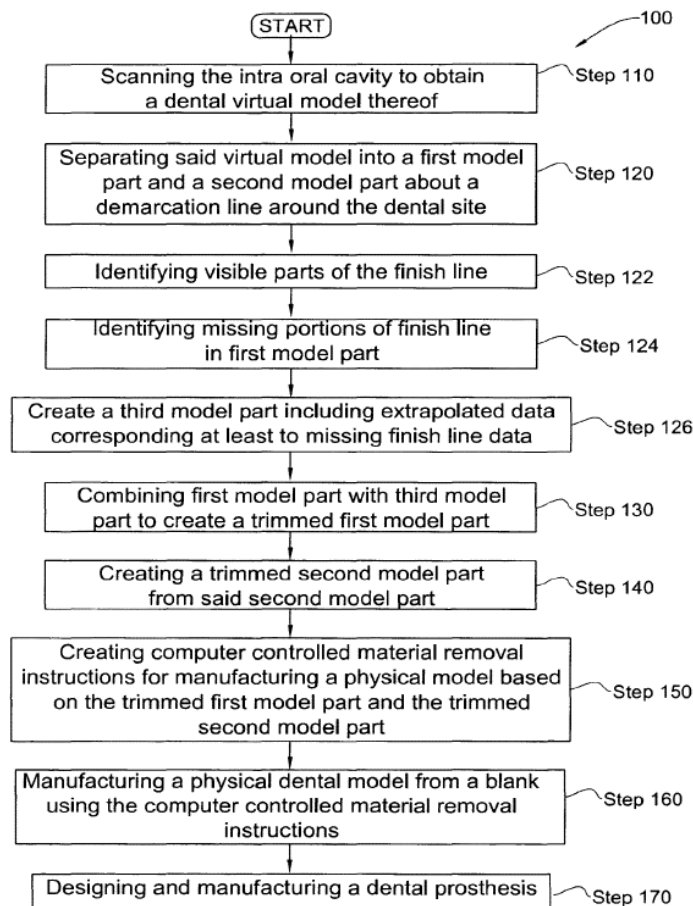 START
100
Scanning the intra oral cavity to obtain
a dental virtual model thereof
Step 110
Separating said virtual model into a first model
part and a second model part about a
demarcation line around the dental site
Step 120
Identifying visible parts of the finish line
Step 122
Identifying missing portions of finish line
in first model part
Step 124
Create a third model part including extrapolated data
corresponding at least to missing finish line data
Step 126
Combining first model part with third model
part to create a trimmed first model part
Step 130
Creating a trimmed second model part
from said second model part
Step 140
Creating computer controlled material removal
instructions for manufacturing a physical model based
on the trimmed first model part and the trimmed
second model part
Step 150
Manufacturing a physical dental model from a blank
using the computer controlled material removal
instructions
Step 160
Designing and manufacturing a dental prosthesis
Step 170